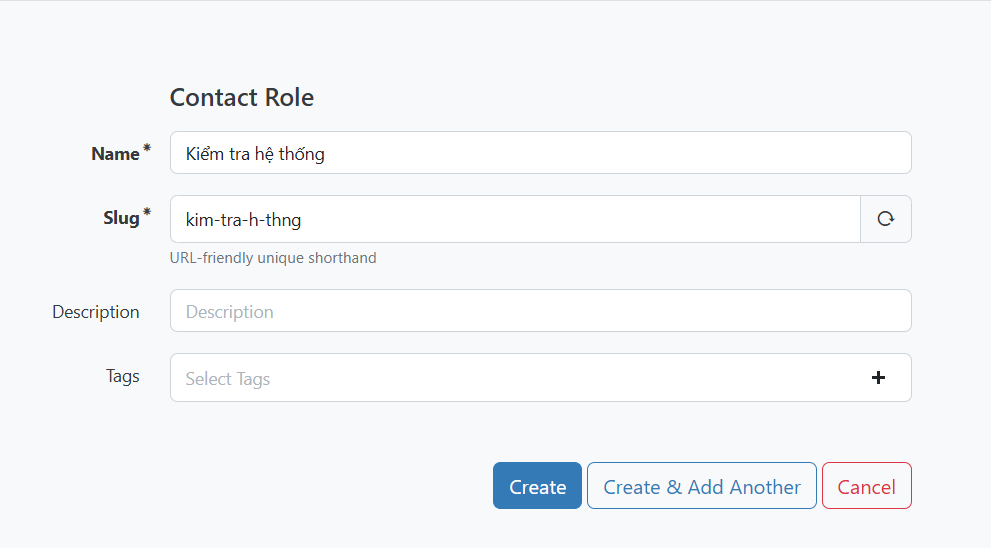 Contact Role
Name *
Kiểm tra hệ thống
Slug *
kim-tra-h-thng
URL-friendly unique shorthand
Description
Description
Tags
Select Tags
Create
Create & Add Another
Cancel